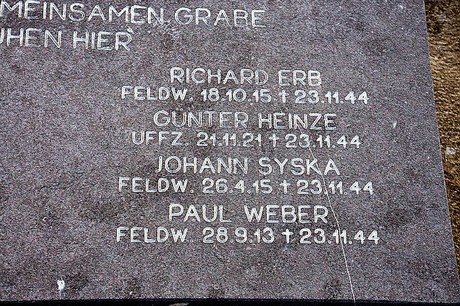 MEINSAMEN GRABE
UHEN HIER
RICHARD ERB
FELDW. 18.10.15 † 23.11.44
GÜNTER HEINZE
UFFZ. 21.11.21 † 23.11.44
JOHANN SYSKA
FELDW. 26.4.15 † 23.11.44
PAUL WEBER
FELDW. 28.9.13 † 23.11.44